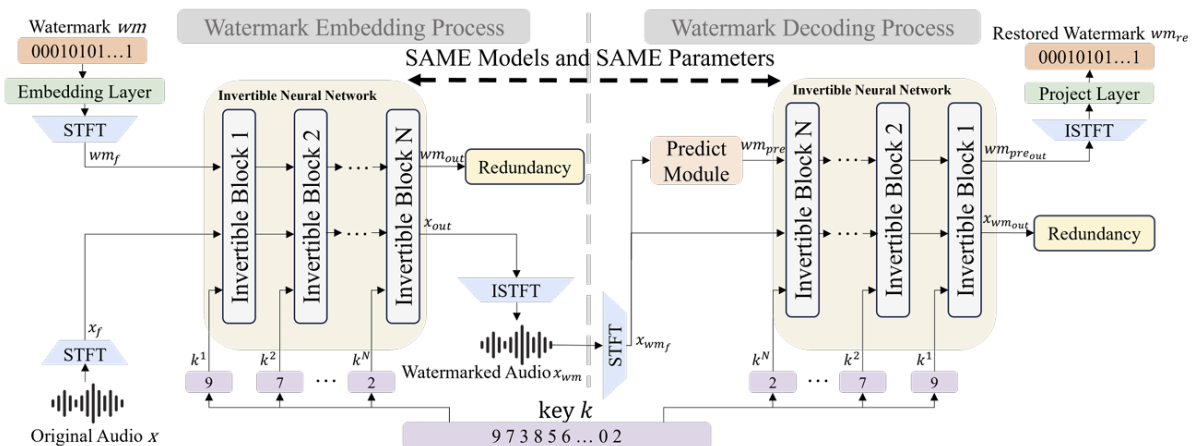 Watermark Embedding Process
Watermark Decoding Process
Watermark wm
00010101...1
Embedding Layer
STFT
wm_f
SAME Models and SAME Parameters
Restored Watermark wm_re
00010101...1
Project Layer
ISTFT
Invertible Neural Network
Invertible Block 1
Invertible Block 2
...
...
Invertible Block N
wm_out
Redundancy
x_out
ISTFT
Watermarked Audio x_wm
x_f
STFT
Original Audio x
k^1
k^2
k^N
9
7
...
2
STFT
x_wm_f
Predict
Module
wm_pre
Invertible Neural Network
Invertible Block N
...
...
Invertible Block 2
Invertible Block 1
wm_pre_out
x_wm_out
Redundancy
k^N
k^2
k^1
2
...
7
9
key k
9 7 3 8 5 6 ... 0 2